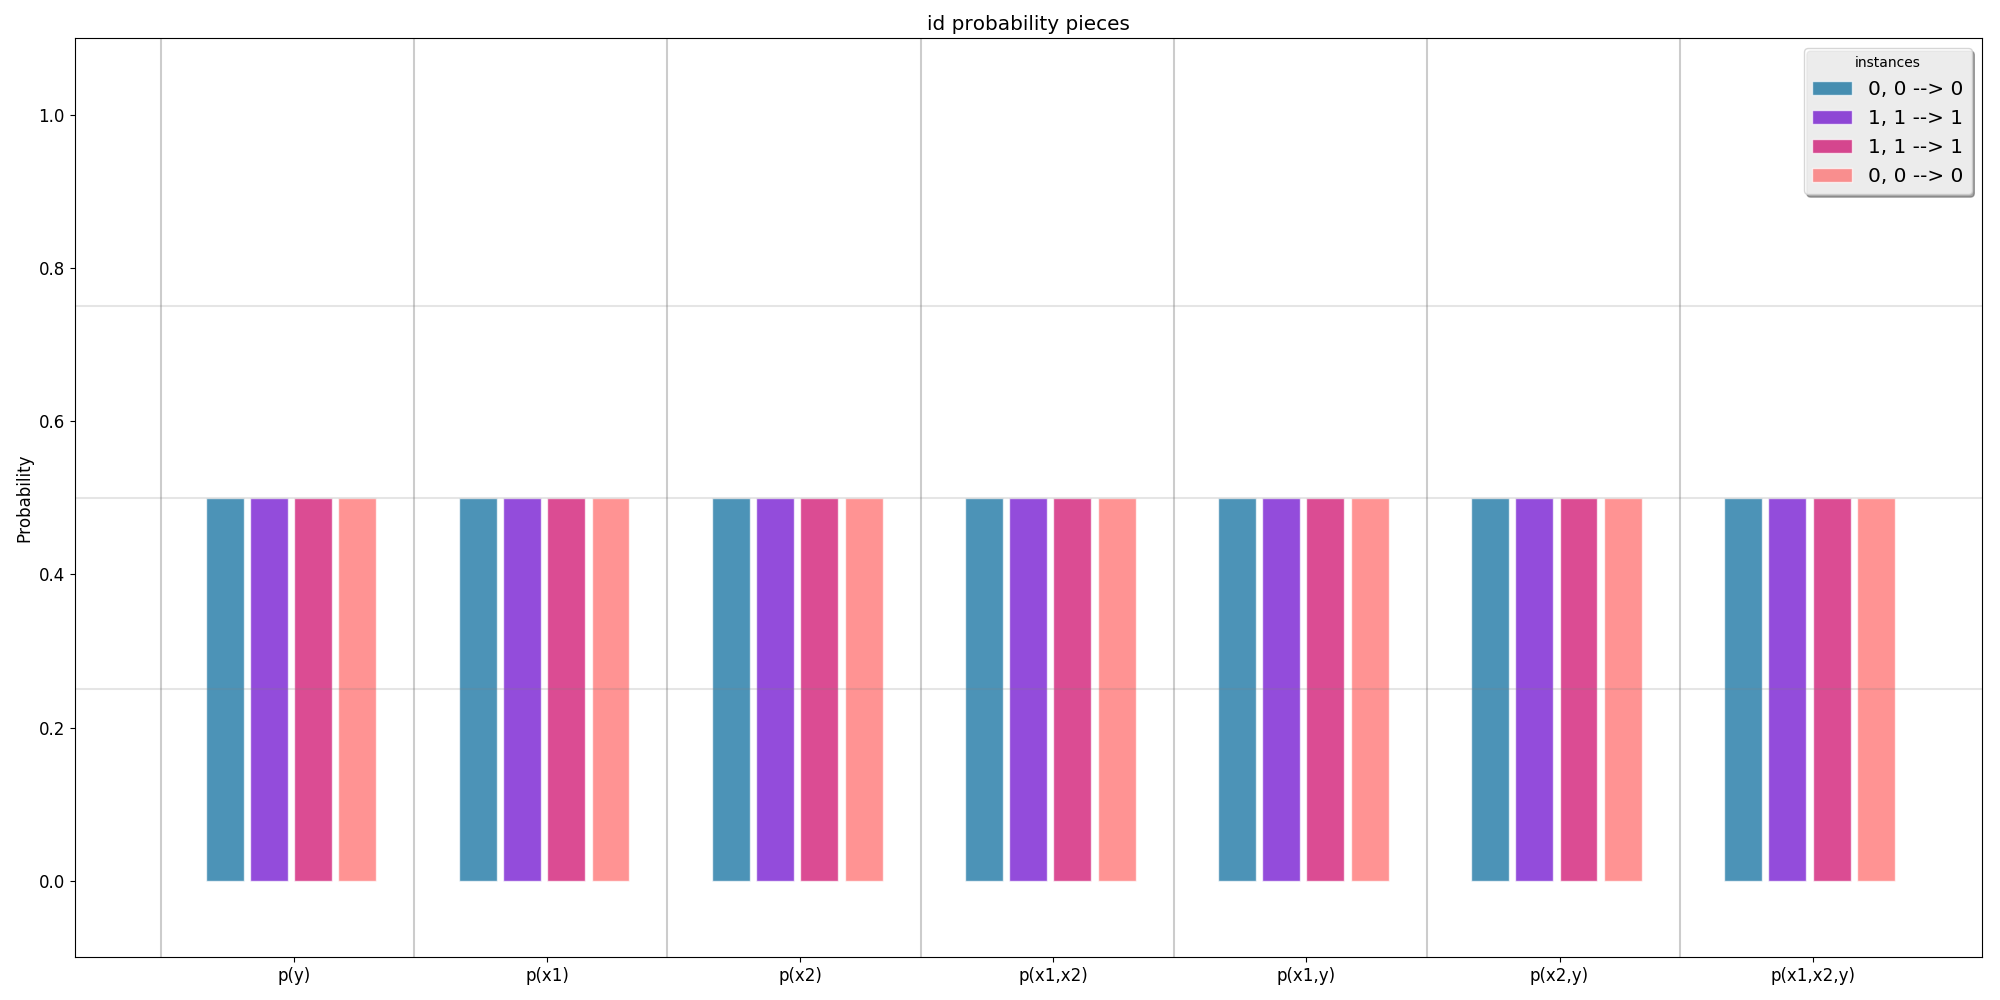 id probability pieces
instances
0, 0 --> 0
1, 1 --> 1
1, 1 --> 1
0, 0 --> 0
1.0
0.8
0.6
0.4
0.2
0.0
Probability
p(y)
p(x1)
p(x2)
p(x1,x2)
p(x1,y)
p(x2,y)
p(x1,x2,y)